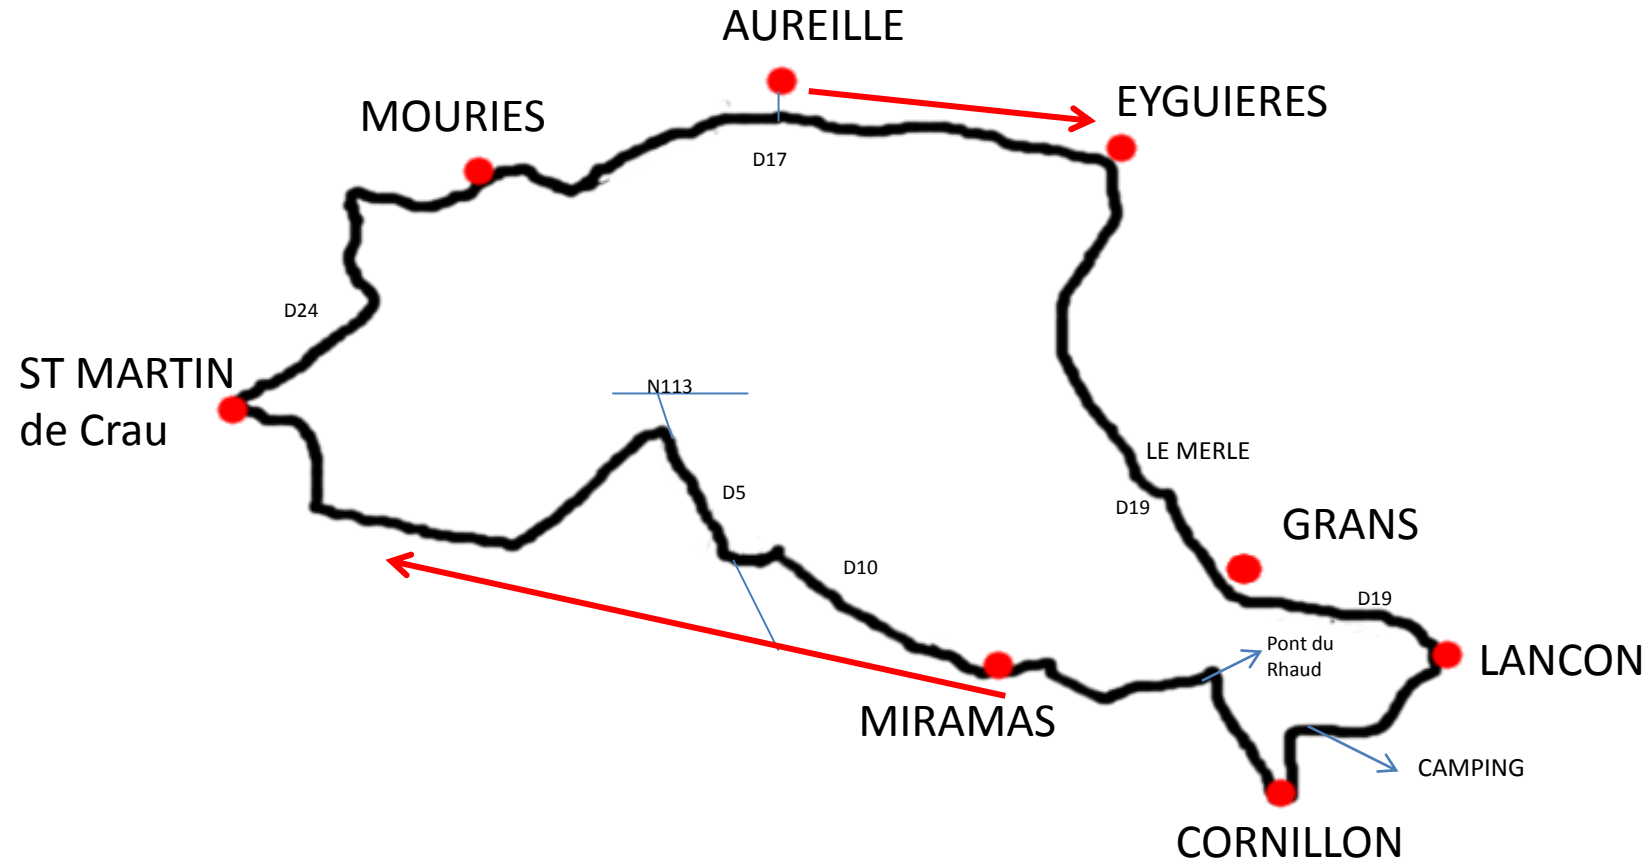 AUREILLE
EYGUIERES
MOURIES
D17
D24
ST MARTIN
de Crau
N113
LE MERLE
D5
D19
GRANS
D10
D19
Pont du
Rhaud
LANCON
MIRAMAS
CAMPING
CORNILLON